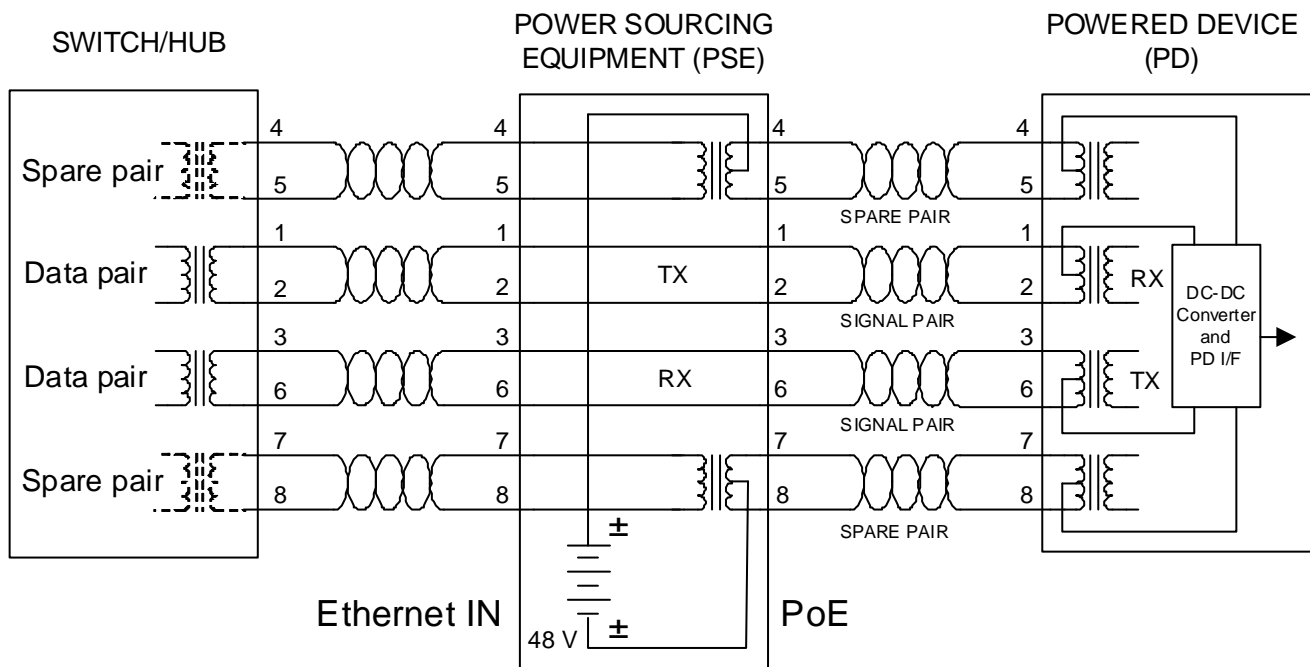 SWITCH/HUB
POWER SOURCING
EQUIPMENT (PSE)
POWERED DEVICE
(PD)
4 4 4 4
Spare pair
5 5 5 5
SPARE PAIR
1 1 1 1
Data pair TX RX
2 2 2 2
SIGNAL PAIR
DC-DC
Converter
and
PD I/F
3 3 3 3
Data pair RX TX
6 6 6 6
SIGNAL PAIR
7 7 7 7
Spare pair
8 8 8 8
SPARE PAIR
±
Ethernet IN
PoE
48 V ±